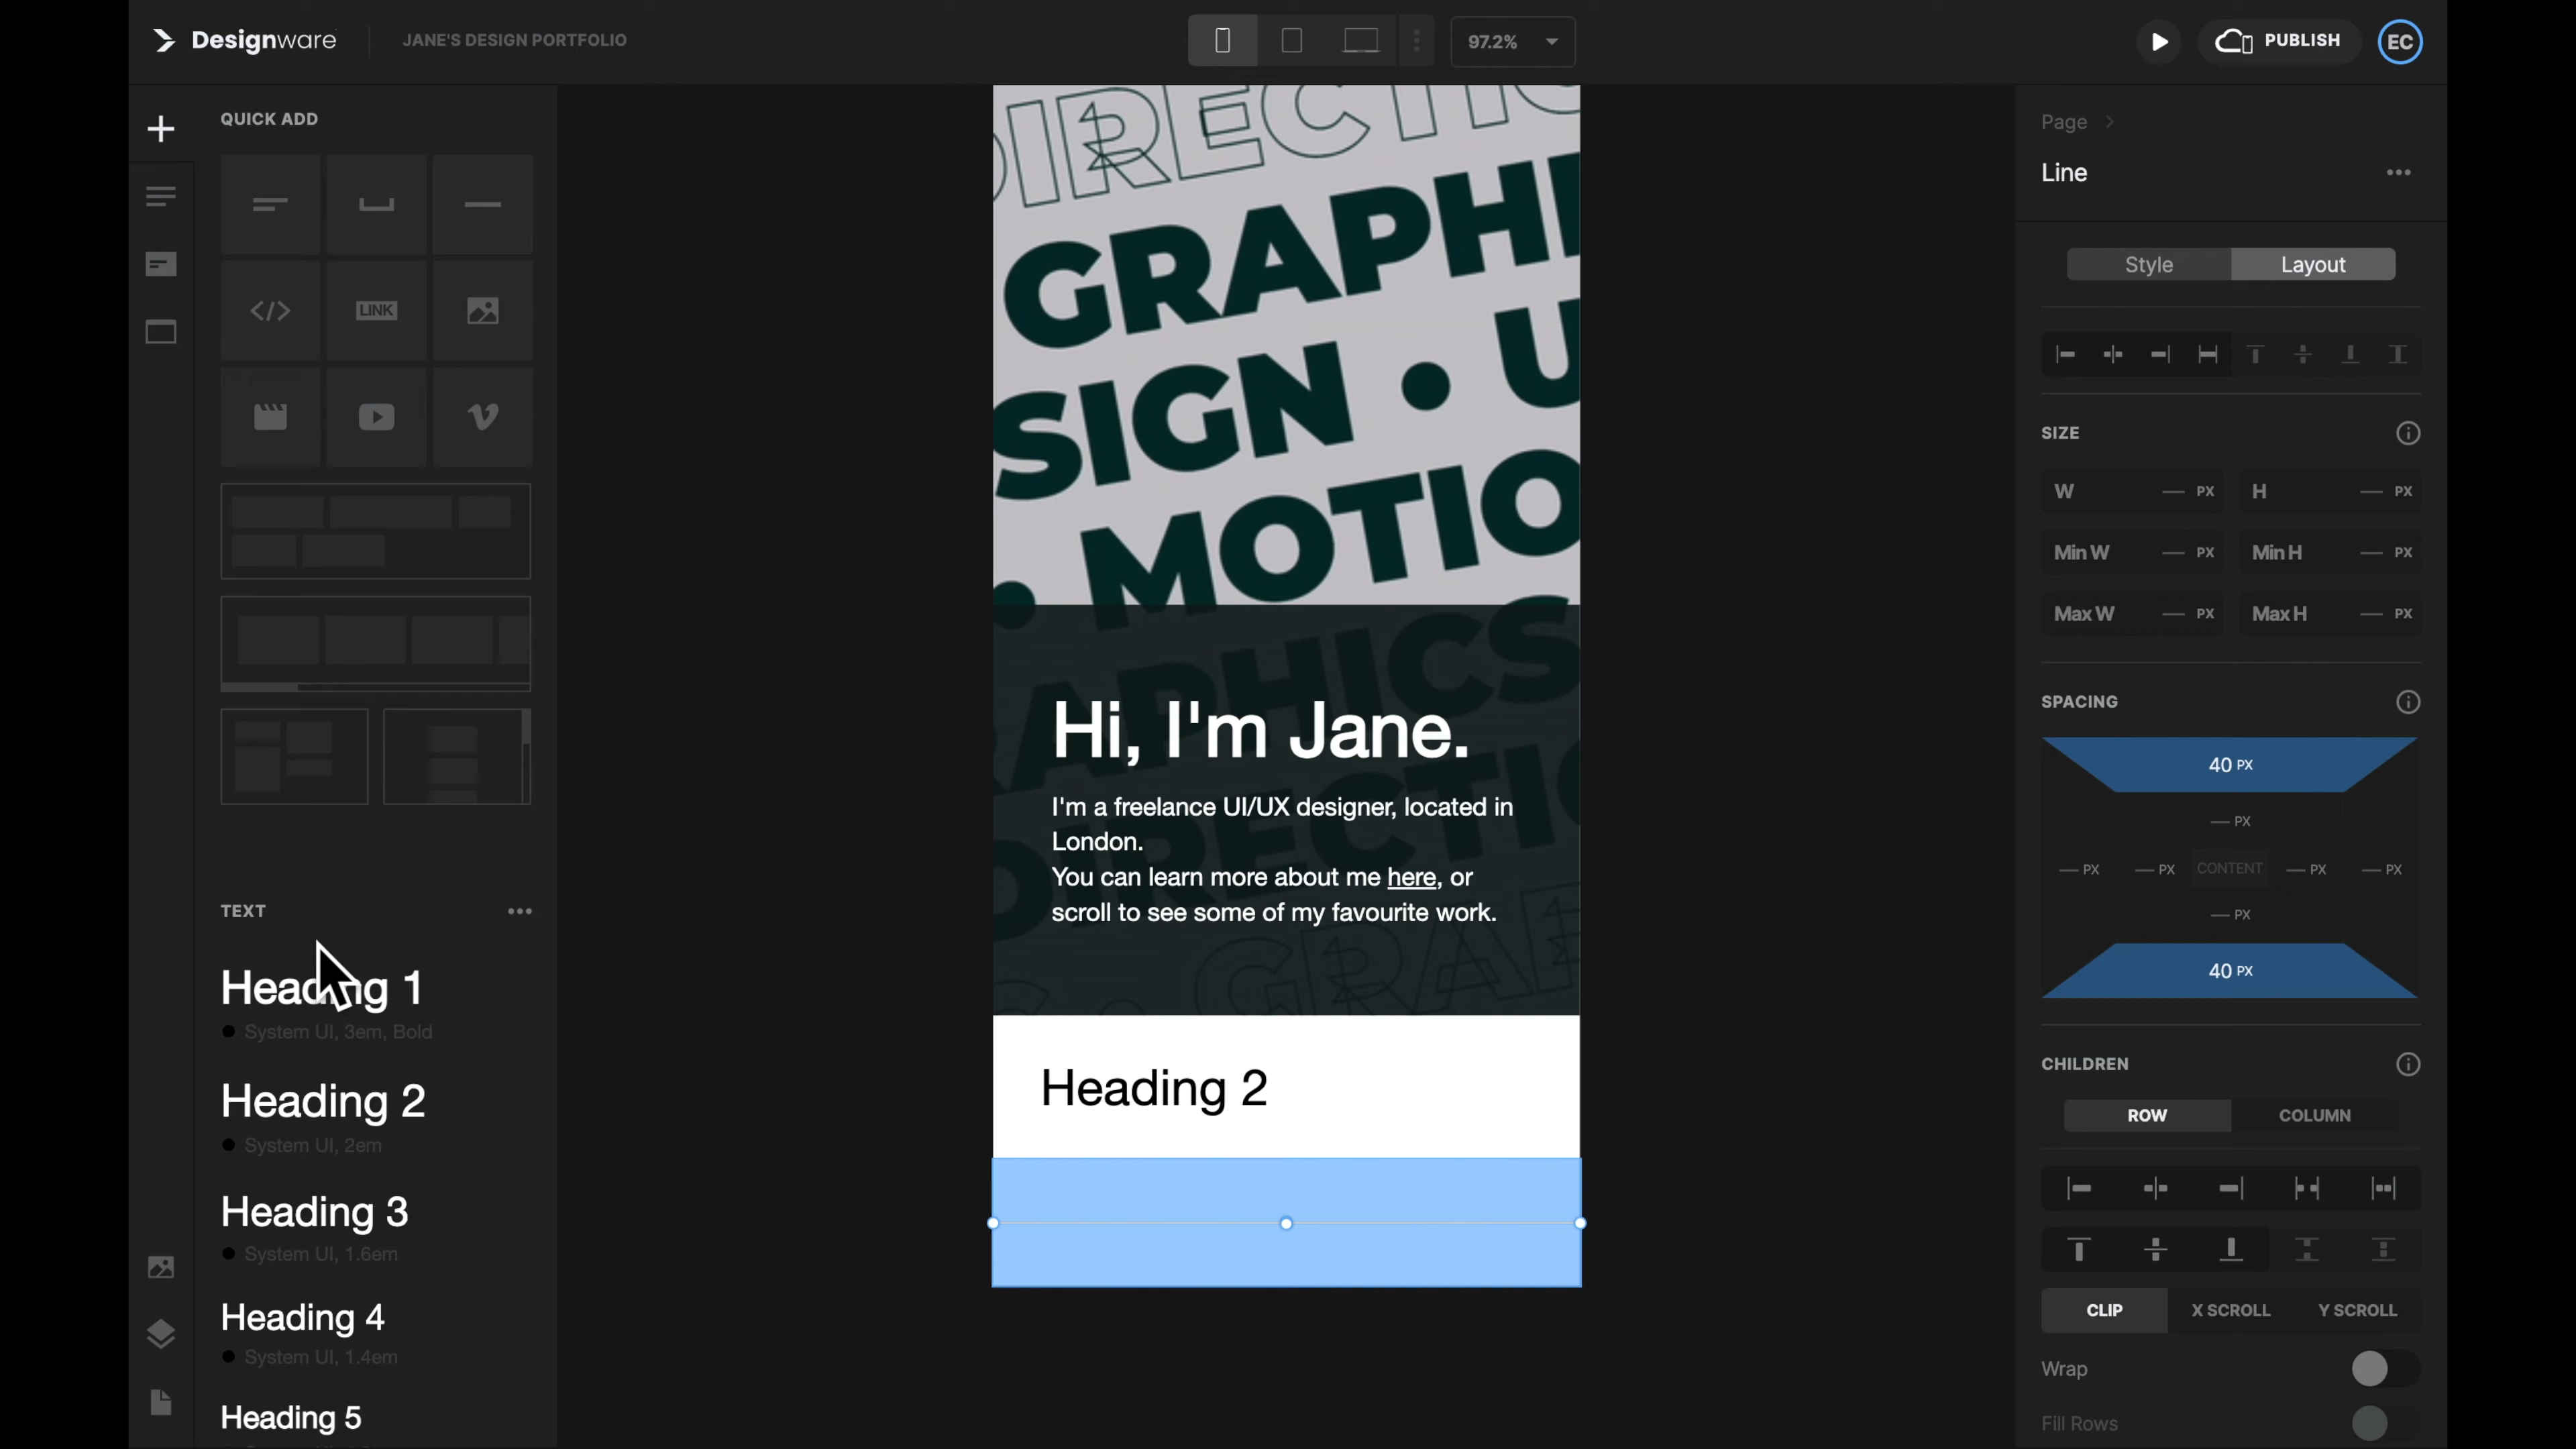 Designware
JANE'S DESIGN PORTFOLIO
97.2%
PUBLISH
EC
QUICK ADD
LINK
TEXT
Heading 1
System UI, 3em, Bold
Heading 2
System UI, 2em
Heading 3
System UI, 1.6em
Heading 4
System UI, 1.4em
Heading 5
DIRECTIO
GRAPHI
SIGN • U
• MOTIO
APHICS
DIRECTIO
GRAP
Hi, I'm Jane.
I'm a freelance UI/UX designer, located in
London.
You can learn more about me here, or
scroll to see some of my favourite work.
Heading 2
Page
Line
Style Layout
SIZE
W — PX H — PX
Min W — PX Min H — PX
Max W — PX Max H — PX
SPACING
40 PX
— PX
— PX — PX CONTENT — PX — PX
— PX
40 PX
CHILDREN
ROW COLUMN
CLIP X SCROLL Y SCROLL
Wrap
Fill Rows